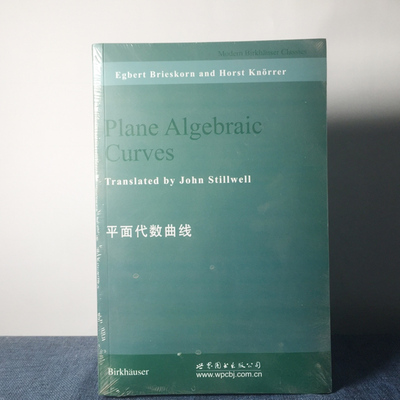 Modern Birkhäuser Classics
Egbert Brieskorn and Horst Knörrer
Plane Algebraic
Curves
Translated by John Stillwell
平面代数曲线
Birkhäuser
世界图书出版公司
www.wpcbj.com.cn